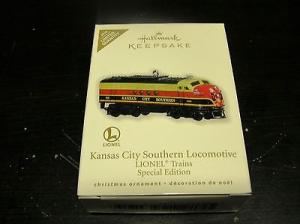 Hallmark
KEEPSAKE
KANSAS CITY SOUTHERN
LIONEL
Kansas City Southern Locomotive
LIONEL Trains
Special Edition
christmas ornament - décoration de noël